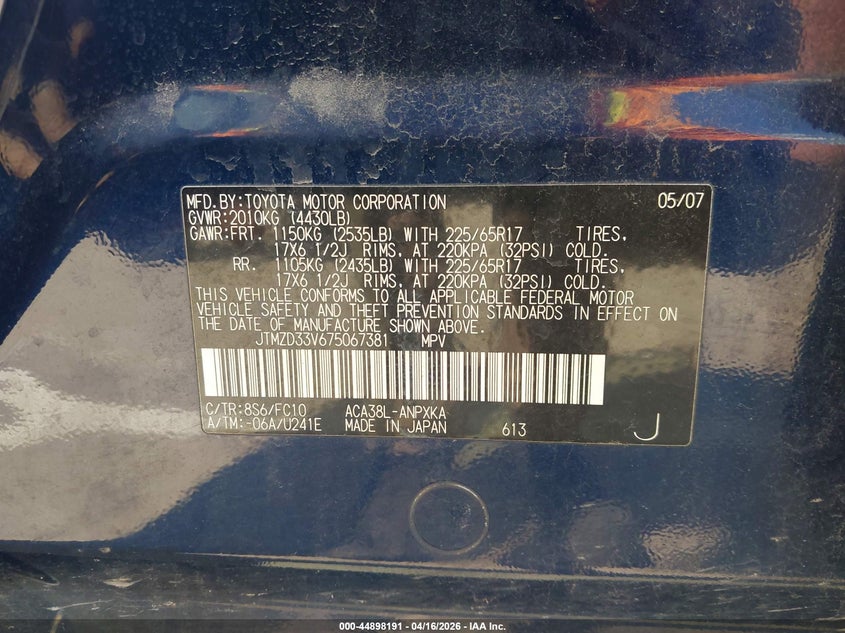 MFD.BY:TOYOTA MOTOR CORPORATION 05/07
GVWR:2010KG (4430LB)
GAWR:FRT. 1150KG (2535LB) WITH 225/65R17 TIRES,
17X6 1/2J RIMS, AT 220KPA (32PSI) COLD.
RR. 1105KG (2435LB) WITH 225/65R17 TIRES,
17X6 1/2J RIMS, AT 220KPA (32PSI) COLD.
THIS VEHICLE CONFORMS TO ALL APPLICABLE FEDERAL MOTOR
VEHICLE SAFETY AND THEFT PREVENTION STANDARDS IN EFFECT ON
THE DATE OF MANUFACTURE SHOWN ABOVE.
JTMZD33V675067381 MPV
C/TR:8S6/FC10 ACA38L-ANPXKA
A/TM:-06A/U241E MADE IN JAPAN 613 J
000-44898191 - 04/16/2026 - IAA Inc.